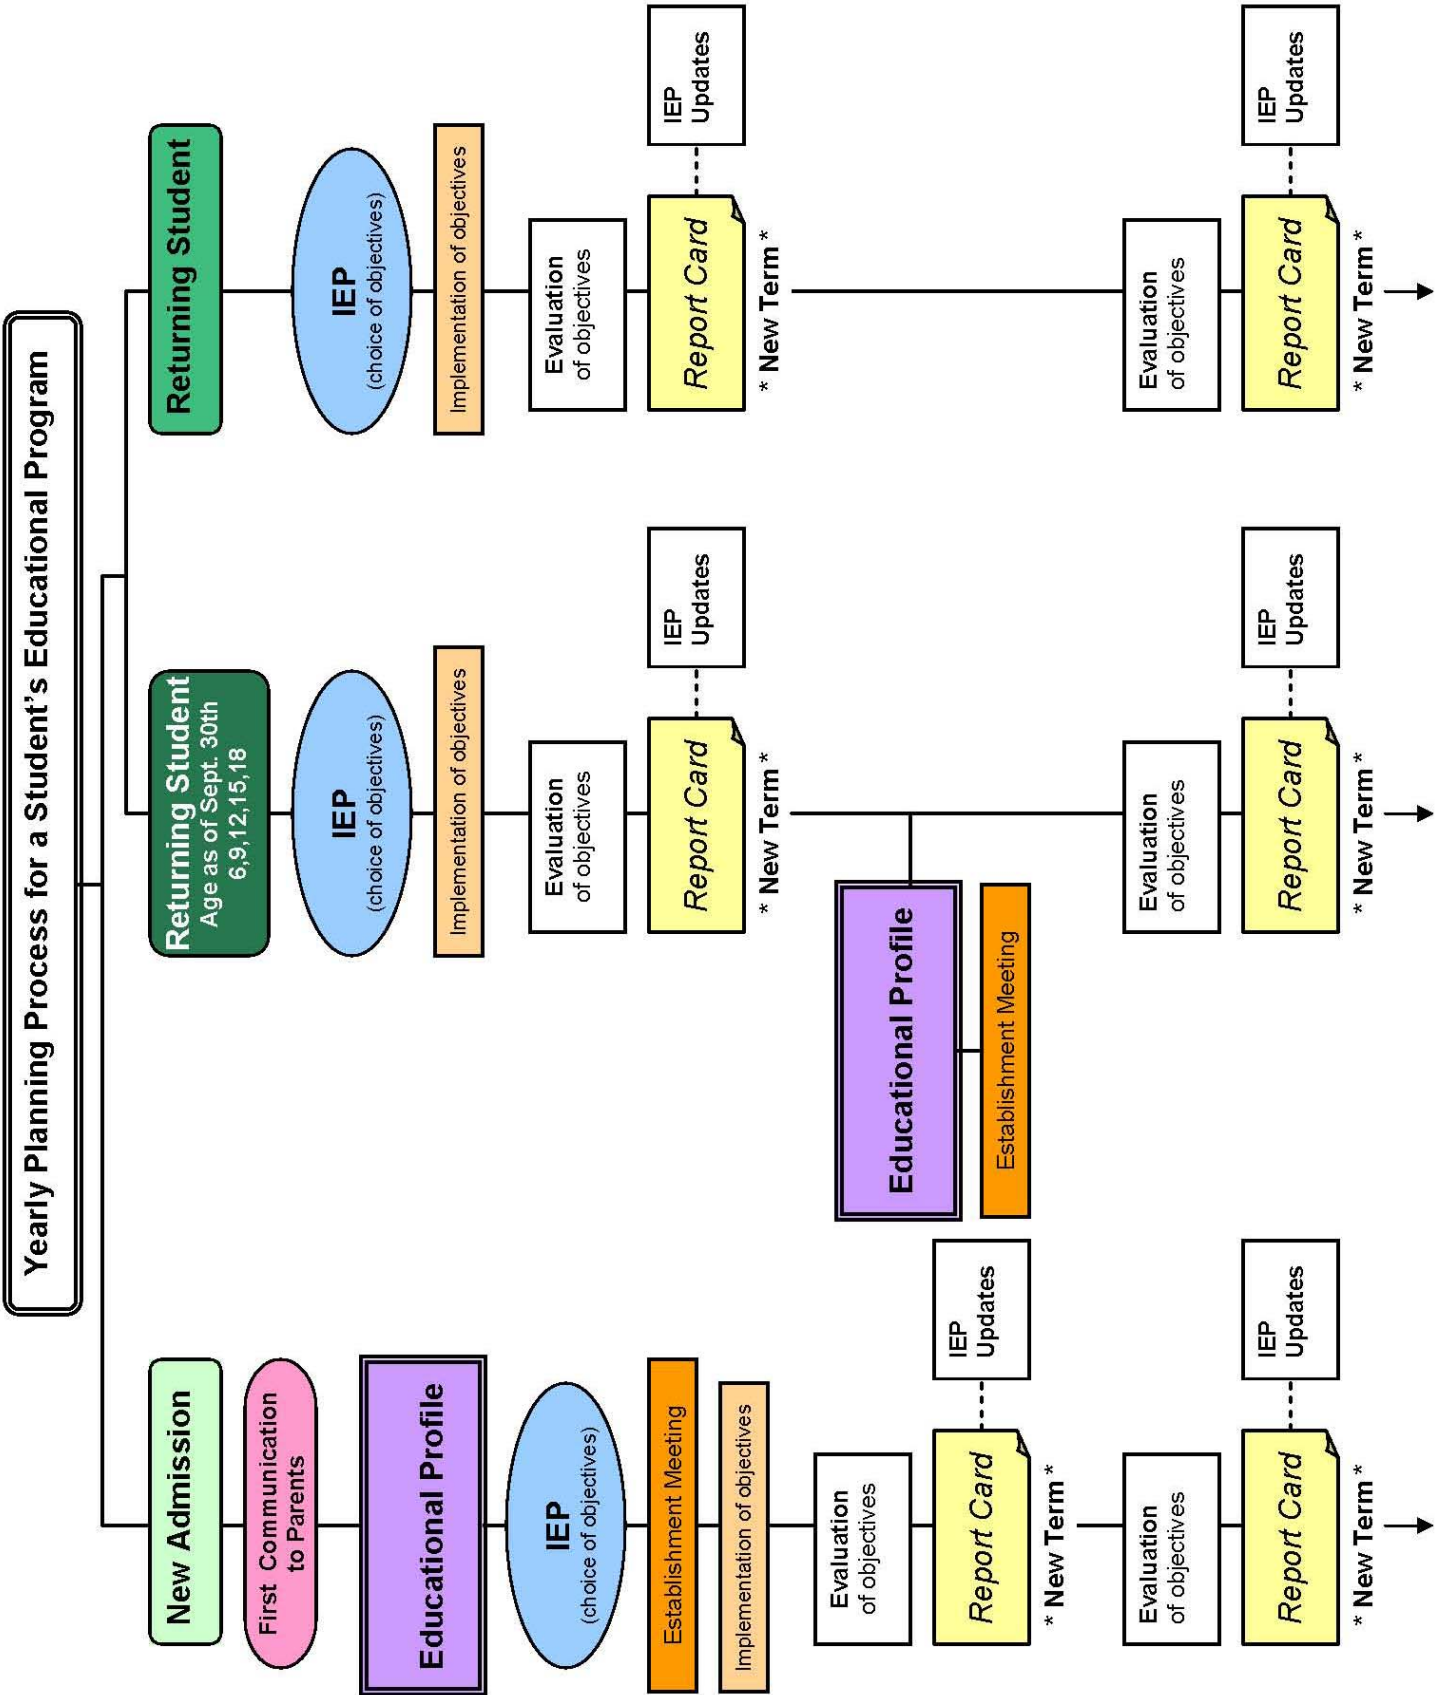 Yearly Planning Process for a Student's Educational Program
New Admission
First Communication
to Parents
Educational Profile
IEP
(choice of objectives)
Establishment Meeting
Implementation of objectives
Evaluation
of objectives
Report Card
IEP
Updates
* New Term *
Evaluation
of objectives
Report Card
IEP
Updates
* New Term *
Returning Student
Age as of Sept. 30th
6,9,12,15,18
IEP
(choice of objectives)
Implementation of objectives
Evaluation
of objectives
Report Card
IEP
Updates
* New Term *
Educational Profile
Establishment Meeting
Evaluation
of objectives
Report Card
IEP
Updates
* New Term *
Returning Student
IEP
(choice of objectives)
Implementation of objectives
Evaluation
of objectives
Report Card
IEP
Updates
* New Term *
Evaluation
of objectives
Report Card
IEP
Updates
* New Term *